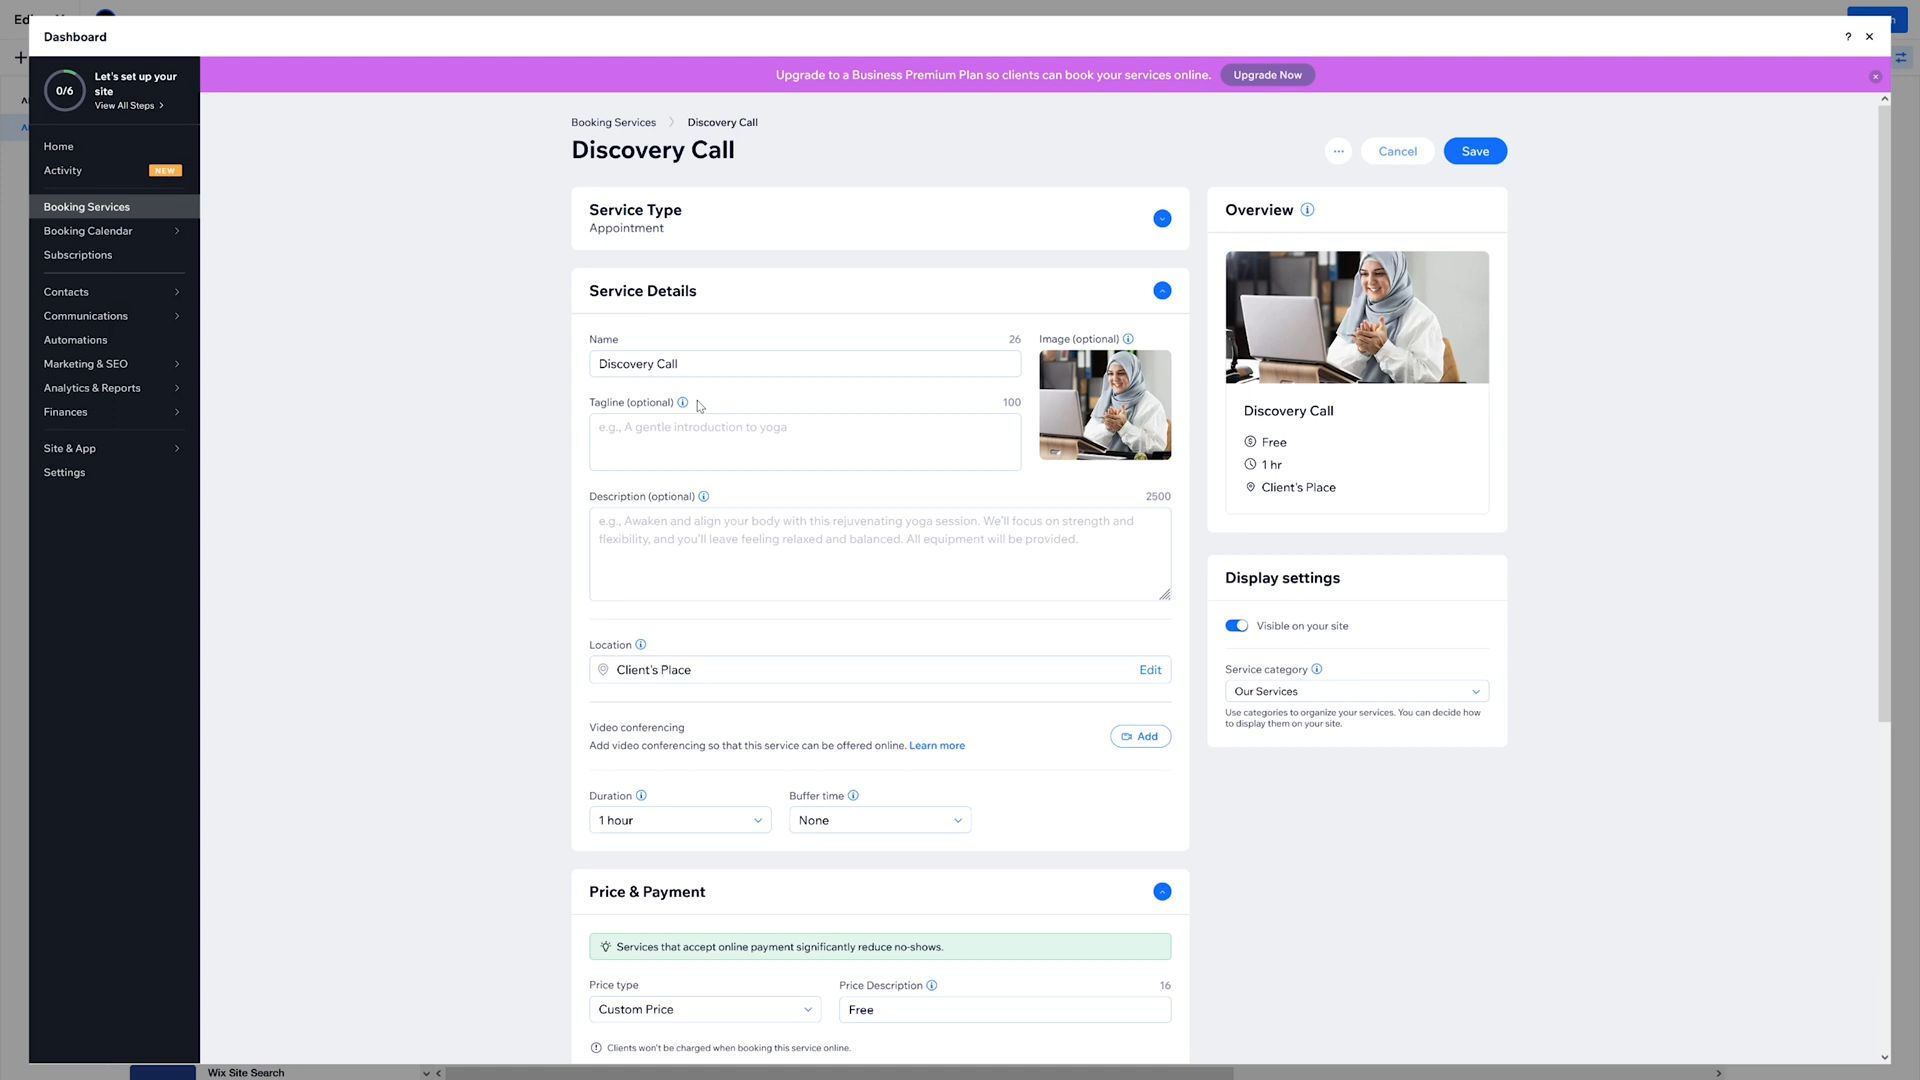 Dashboard
?
0/6
Let's set up your
site
View All Steps
Upgrade to a Business Premium Plan so clients can book your services online.
Upgrade Now
Home
Activity
NEW
Booking Services
Booking Calendar
Subscriptions
Contacts
Communications
Automations
Marketing & SEO
Analytics & Reports
Finances
Site & App
Settings
Booking Services
Discovery Call
Discovery Call
Cancel
Save
Service Type
Appointment
Service Details
Name
26
Discovery Call
Image (optional)
Tagline (optional)
100
e.g., A gentle introduction to yoga
Description (optional)
2500
e.g., Awaken and align your body with this rejuvenating yoga session. We'll focus on strength and
flexibility, and you'll leave feeling relaxed and balanced. All equipment will be provided.
Location
Client's Place
Edit
Video conferencing
Add video conferencing so that this service can be offered online. Learn more
Add
Duration
1 hour
Buffer time
None
Price & Payment
Services that accept online payment significantly reduce no-shows.
Price type
Custom Price
Price Description
16
Free
Clients won't be charged when booking this service online.
Overview
Discovery Call
Free
1 hr
Client's Place
Display settings
Visible on your site
Service category
Our Services
Use categories to organize your services. You can decide how
to display them on your site.
Wix Site Search